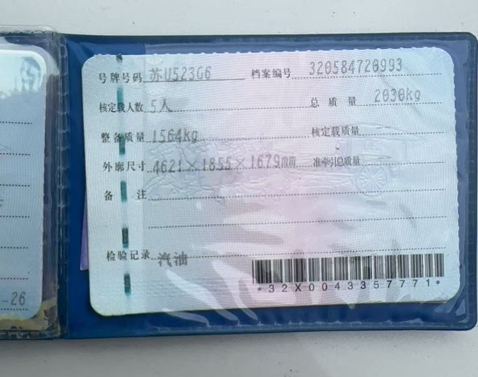 号牌号码 苏U523G6 档案编号 320584720993
核定载人数 5人 总质量 2030kg
整备质量 1564kg 核定载质量
外廓尺寸 4621×1855×1679mm 准牵引总质量
备注
检验记录 汽油
*32X0043357771*
-26